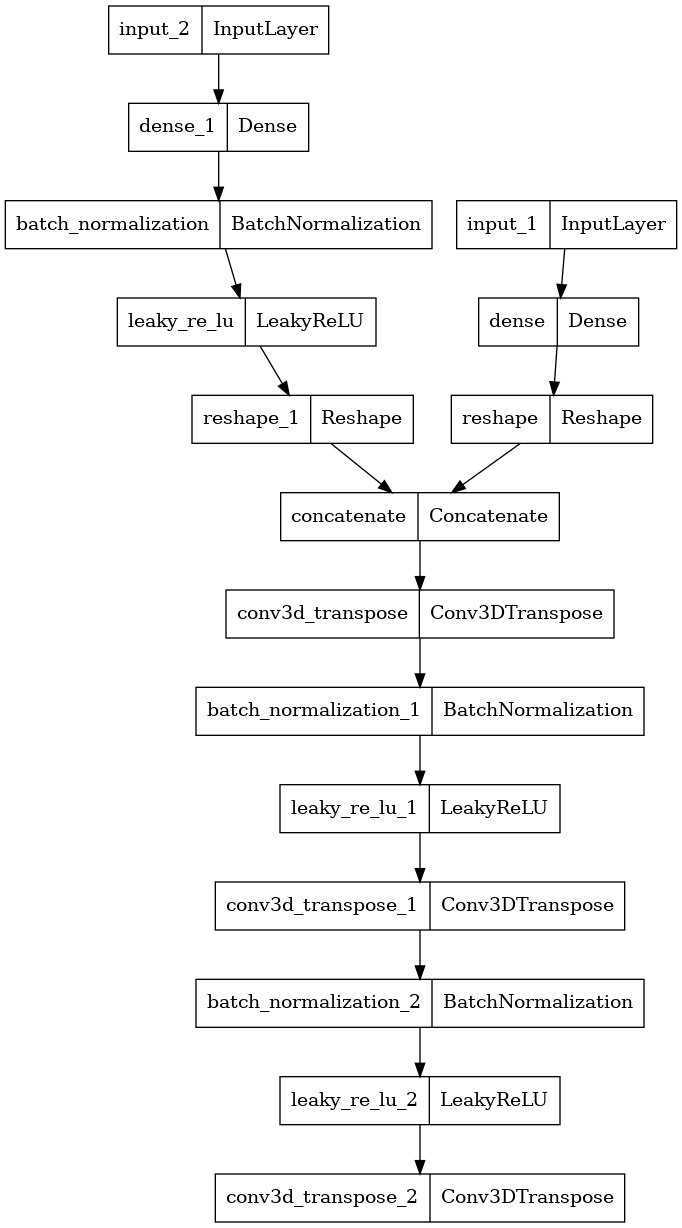 input_2 InputLayer
dense_1 Dense
batch_normalization BatchNormalization
input_1 InputLayer
leaky_re_lu LeakyReLU
dense Dense
reshape_1 Reshape
reshape Reshape
concatenate Concatenate
conv3d_transpose Conv3DTranspose
batch_normalization_1 BatchNormalization
leaky_re_lu_1 LeakyReLU
conv3d_transpose_1 Conv3DTranspose
batch_normalization_2 BatchNormalization
leaky_re_lu_2 LeakyReLU
conv3d_transpose_2 Conv3DTranspose